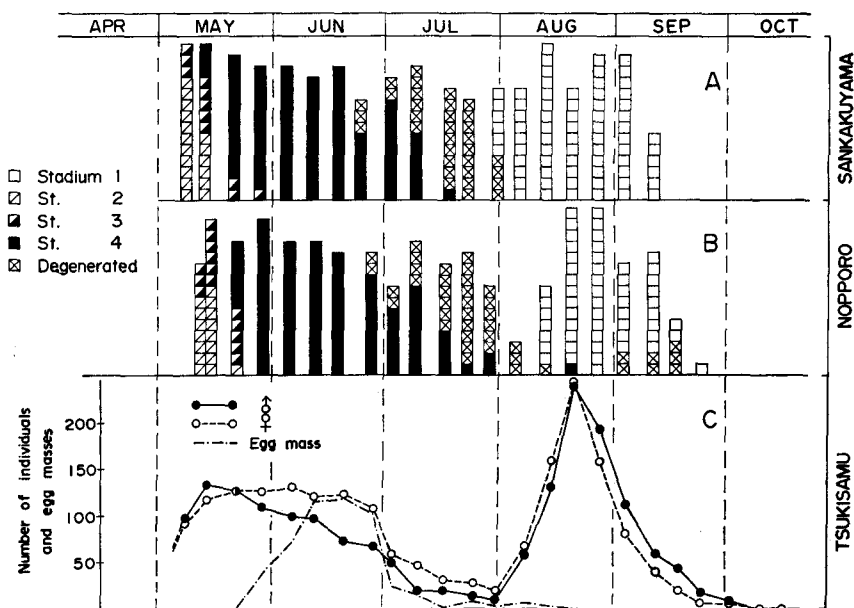 APR MAY JUN JUL AUG SEP OCT
A
SANKAKUYAMA
Stadium 1
St. 2
St. 3
St. 4
Degenerated
B
NOPPORO
C
♂
♀
Egg mass
Number of individuals
and egg masses
200
150
100
50
TSUKISAMU